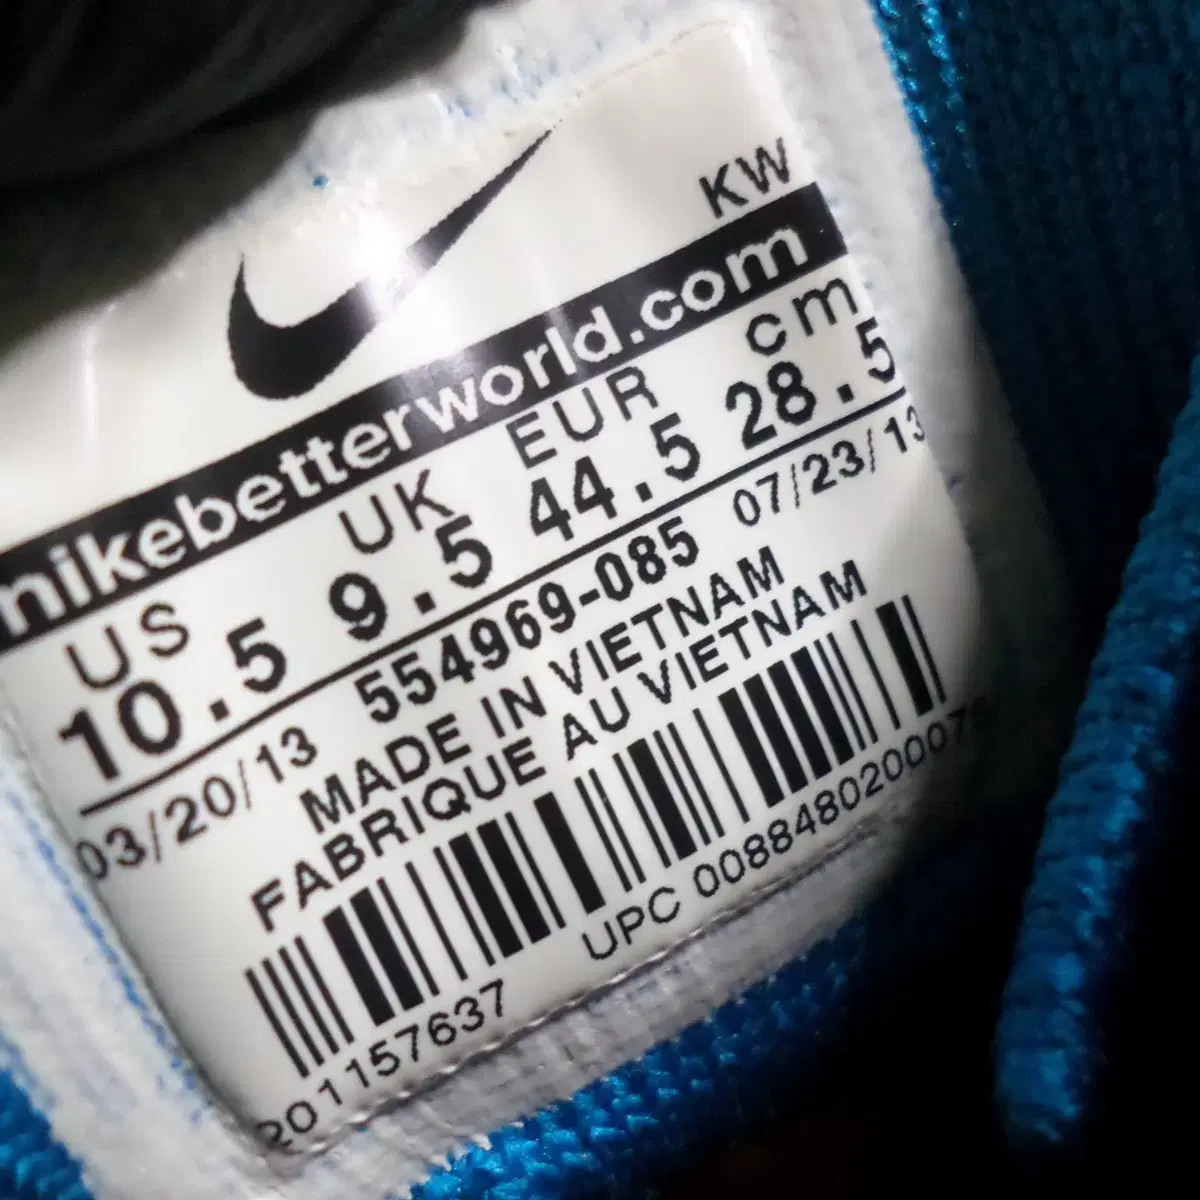 KW
nikebetterworld.com
US UK EUR cm
10.5 9.5 44.5 28.5
03/20/13 554969-085 07/23/13
MADE IN VIETNAM
FABRIQUE AU VIETNAM
201157637 UPC